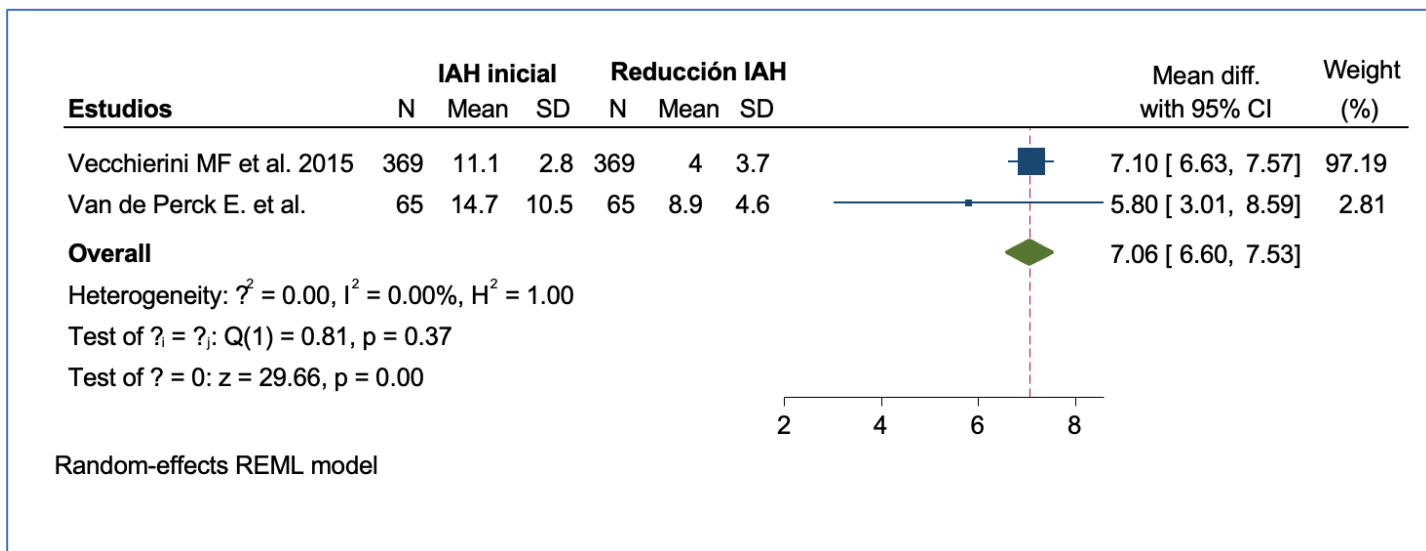 IAH inicial Reducción IAH Mean diff. Weight
Estudios N Mean SD N Mean SD with 95% CI (%)
Vecchierini MF et al. 2015 369 11.1 2.8 369 4 3.7 7.10 [ 6.63, 7.57] 97.19
Van de Perck E. et al. 65 14.7 10.5 65 8.9 4.6 5.80 [ 3.01, 8.59] 2.81
Overall 7.06 [ 6.60, 7.53]
Heterogeneity: ?² = 0.00, I² = 0.00%, H² = 1.00
Test of ?ᵢ = ?ⱼ: Q(1) = 0.81, p = 0.37
Test of ? = 0: z = 29.66, p = 0.00
2 4 6 8
Random-effects REML model